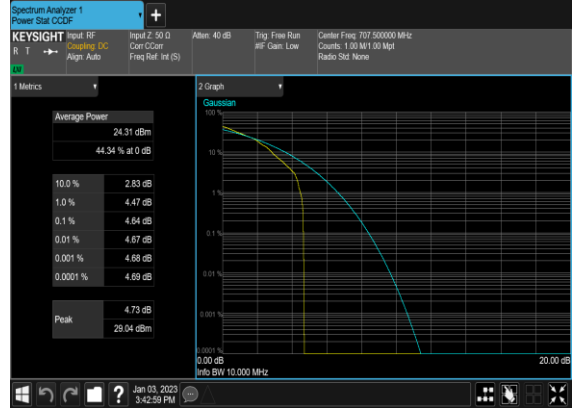 Spectrum Analyzer 1
Power Stat CCDF
+
KEYSIGHT
R T
Input: RF
Coupling: DC
Align: Auto
Input Z: 50 Ω
Corr CCorr
Freq Ref: Int (S)
Atten: 40 dB
Trig: Free Run
#IF Gain: Low
Center Freq: 707.500000 MHz
Counts: 1.00 M/1.00 Mpt
Radio Std: None
1 Metrics
Average Power
24.31 dBm
44.34 % at 0 dB
10.0 % 2.83 dB
1.0 % 4.47 dB
0.1 % 4.64 dB
0.01 % 4.67 dB
0.001 % 4.68 dB
0.0001 % 4.69 dB
Peak
4.73 dB
29.04 dBm
2 Graph
Gaussian
100 %
10 %
1 %
0.1 %
0.01 %
0.001 %
0.0001 %
0.00 dB
20.00 dB
Info BW 10.000 MHz
?
Jan 03, 2023
3:42:59 PM